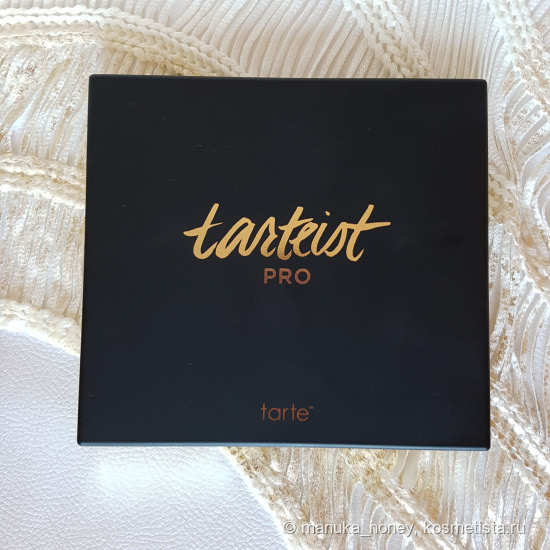 tarteist
PRO
tarte™
© manuka_honey, kosmetista.ru